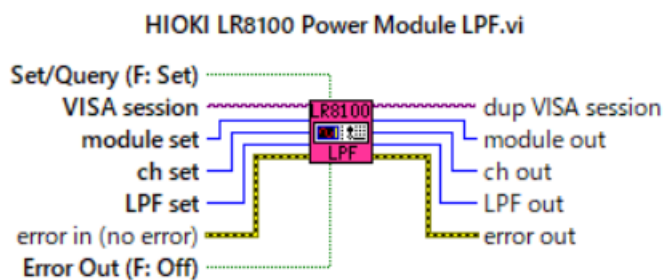 HIOKI LR8100 Power Module LPF.vi
Set/Query (F: Set)
VISA session
module set
ch set
LPF set
error in (no error)
Error Out (F: Off)
LR8100
LPF
dup VISA session
module out
ch out
LPF out
error out